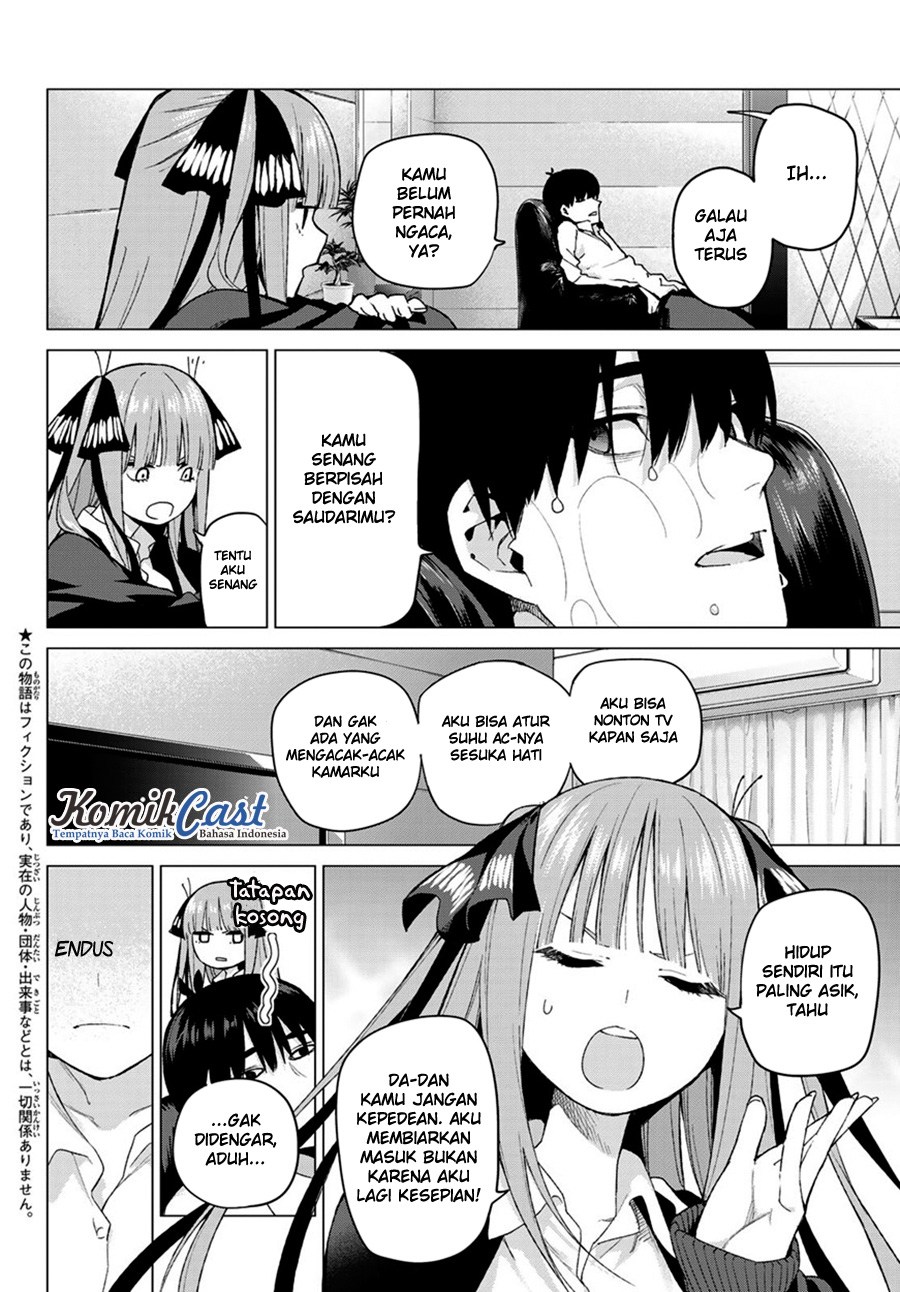 IH...
GALAU
AJA
TERUS
KAMU
BELUM
PERNAH
NGACA,
YA?
KAMU
SENANG
BERPISAH
DENGAN
SAUDARIMU?
TENTU
AKU
SENANG
AKU BISA
NONTON TV
KAPAN SAJA
AKU BISA ATUR
SUHU AC-NYA
SESUKA HATI
DAN GAK
ADA YANG
MENGACAK-ACAK
KAMARKU
KomikCast
Tempatnya Baca Komik Bahasa Indonesia
HIDUP
SENDIRI ITU
PALING ASIK,
TAHU
DA-DAN
KAMU JANGAN
KEPEDEAN. AKU
MEMBIARKAN
MASUK BUKAN
KARENA AKU
LAGI KESEPIAN!
tatapan
kosong
...GAK
DIDENGAR,
ADUH...
ENDUS
★この物語はフィクションであり、実在の人物・団体・出来事などとは、一切関係ありません。